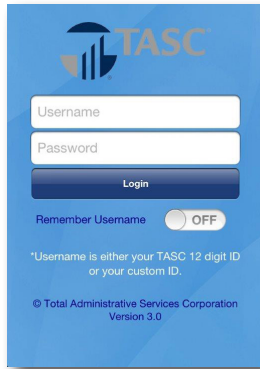 TASC
Username
Password
Login
Remember Username OFF
*Username is either your TASC 12 digit ID
or your custom ID.
© Total Administrative Services Corporation
Version 3.0